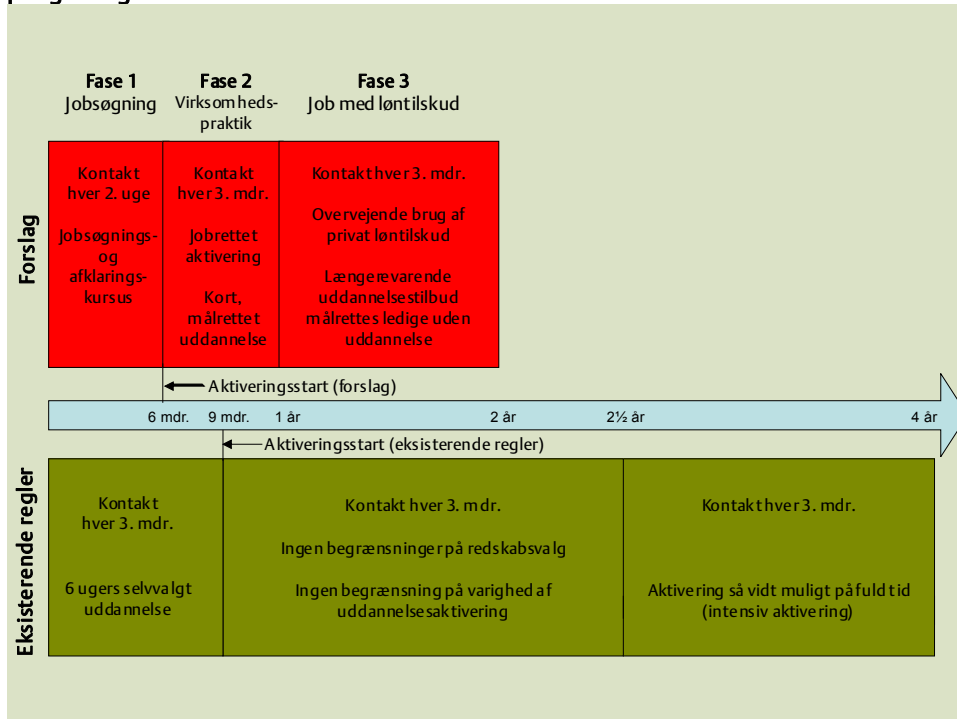 Fase 1
Jobsøgning
Fase 2
Virksomheds-
praktik
Fase 3
Job med løntilskud
Forslag
Kontakt
hver 2. uge
Jobsøgnings-
og
afklarings-
kursus
Kontakt
hver 3. mdr.
Jobrettet
aktivering
Kort,
målrettet
uddannelse
Kontakt hver 3. mdr.
Overvejende brug af
privat løntilskud
Længerevarende
uddannelsestilbud
målrettes ledige uden
uddannelse
Aktiveringsstart (forslag)
6 mdr. 9 mdr. 1 år 2 år 2½ år 4 år
Aktiveringsstart (eksisterende regler)
Eksisterende regler
Kontakt
hver 3. mdr.
6 ugers selvvalgt
uddannelse
Kontakt hver 3. mdr.
Ingen begrænsninger på redskabsvalg
Ingen begrænsning på varighed af
uddannelsesaktivering
Kontakt hver 3. mdr.
Aktivering så vidt muligt på fuld tid
(intensiv aktivering)